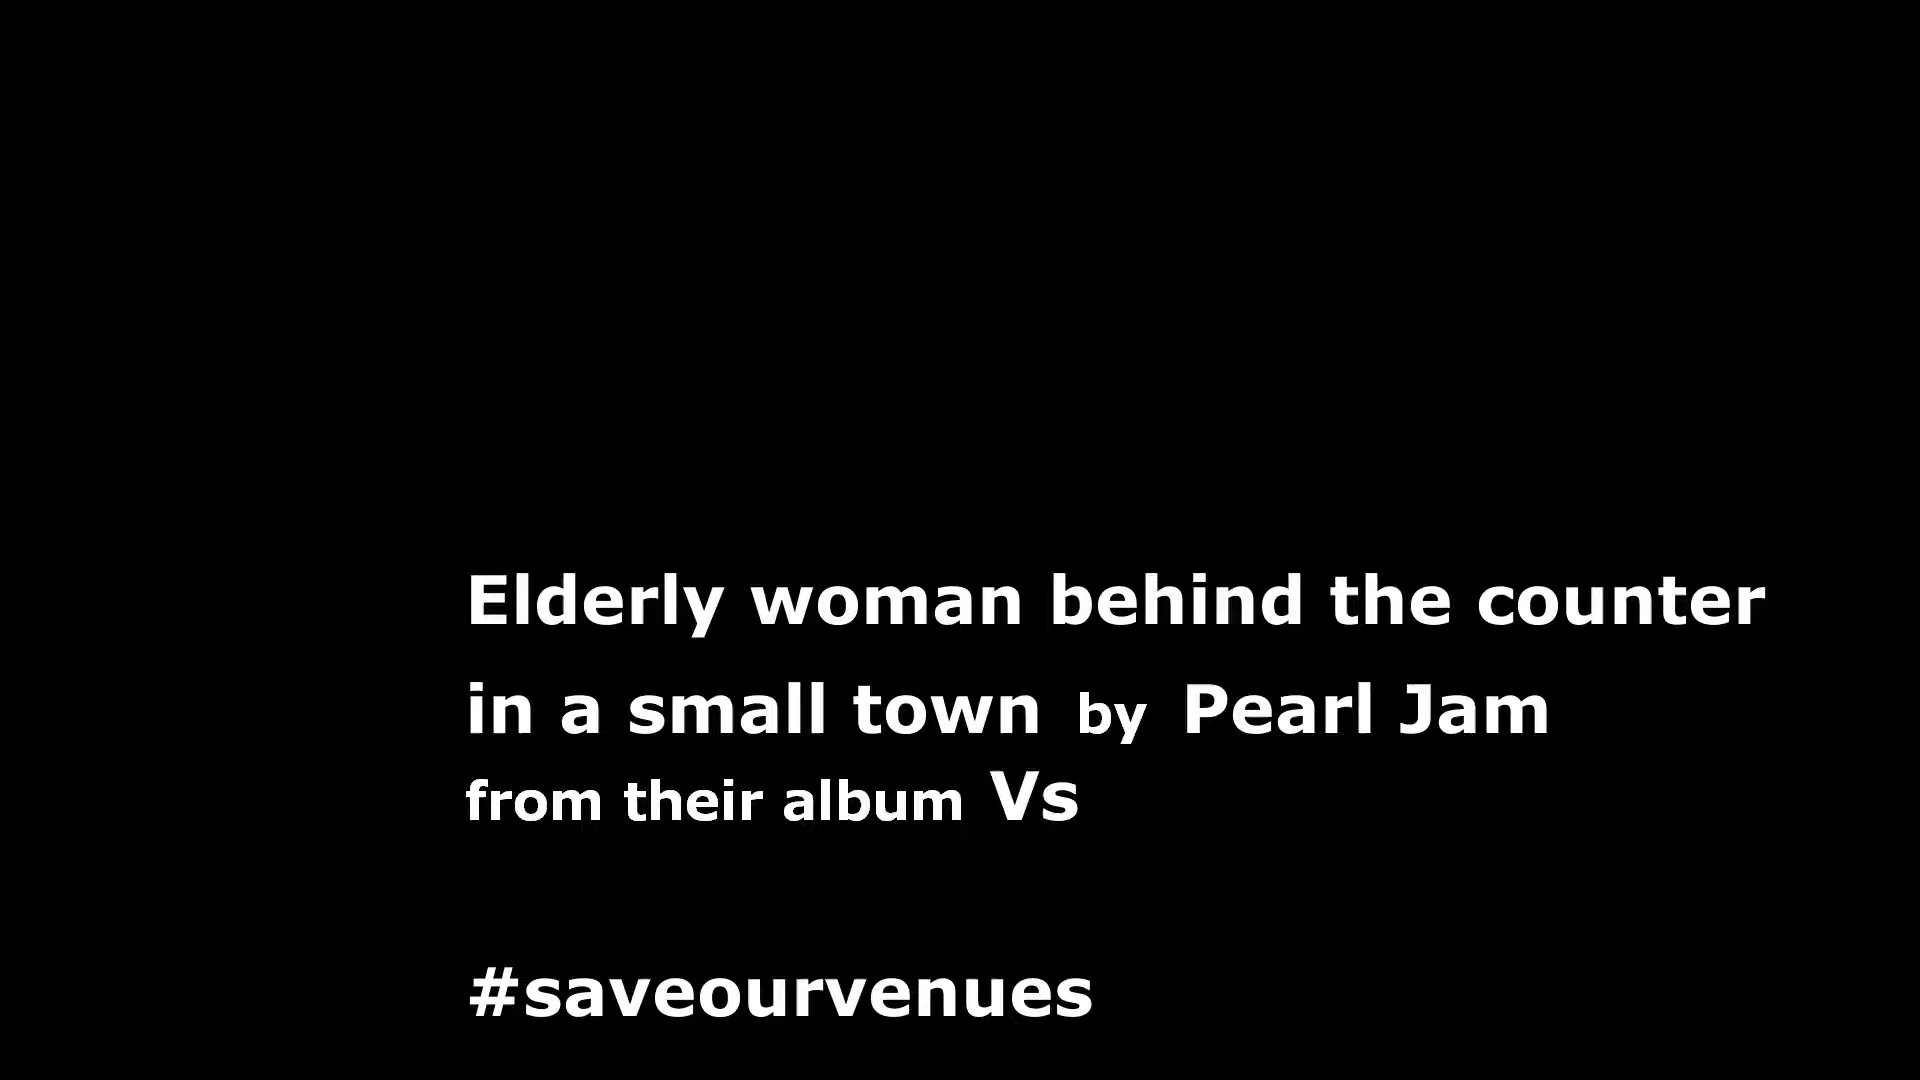 Elderly woman behind the counter
in a small town by Pearl Jam
from their album Vs
#saveourvenues